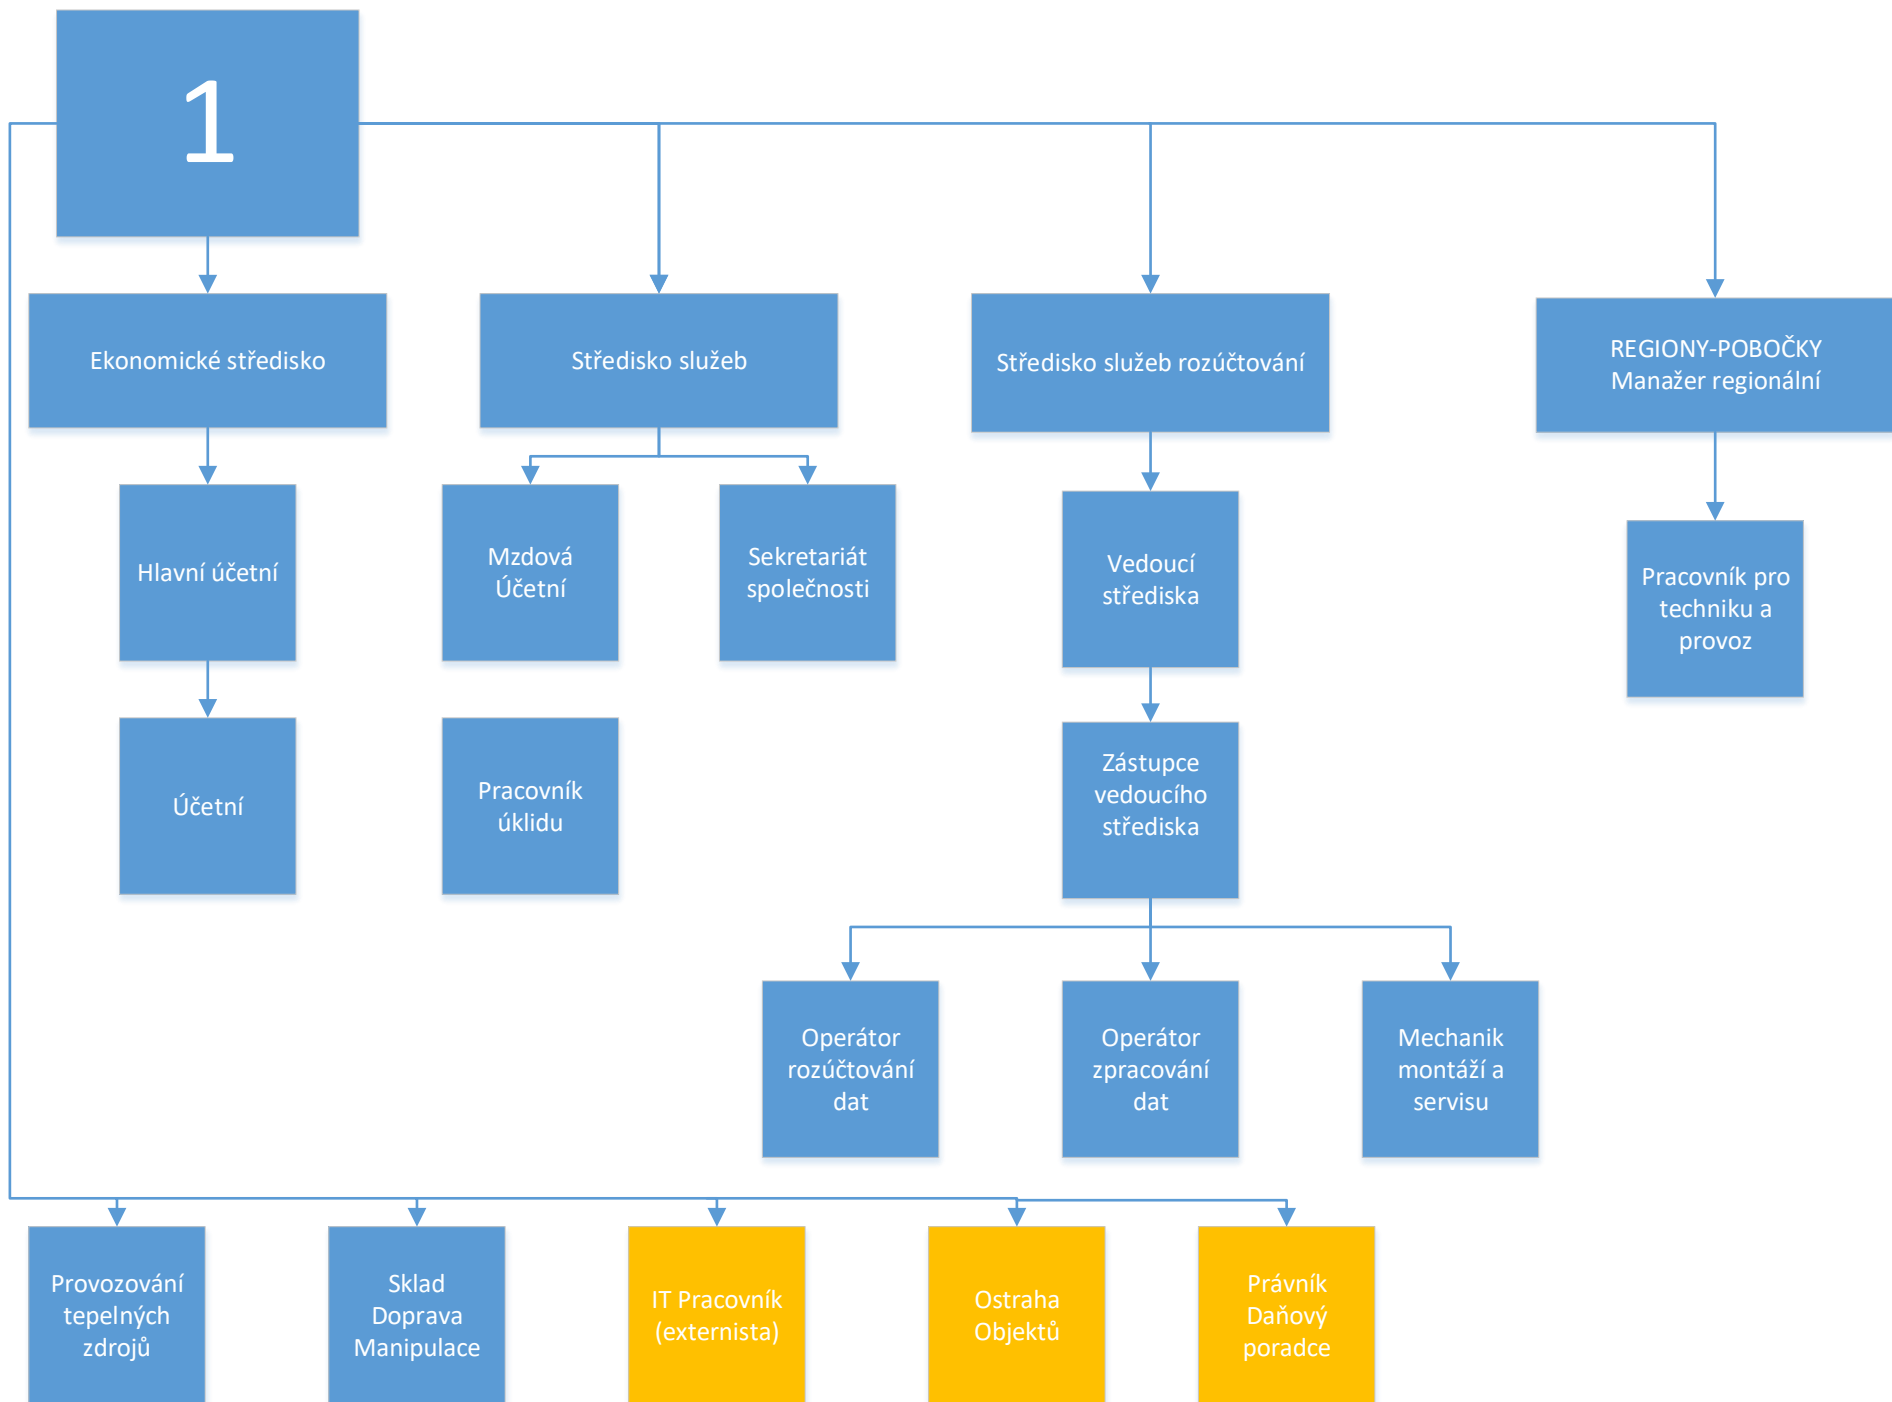 1
Ekonomické středisko
Středisko služeb
Středisko služeb rozúčtování
REGIONY-POBOČKY
Manažer regionální
Hlavní účetní
Mzdová
Účetní
Sekretariát
společnosti
Vedoucí
střediska
Pracovník pro
techniku a
provoz
Účetní
Pracovník
úklidu
Zástupce
vedoucího
střediska
Operátor
rozúčtování
dat
Operátor
zpracování
dat
Mechanik
montáží a
servisu
Provozování
tepelných
zdrojů
Sklad
Doprava
Manipulace
IT Pracovník
(externista)
Ostraha
Objektů
Právník
Daňový
poradce